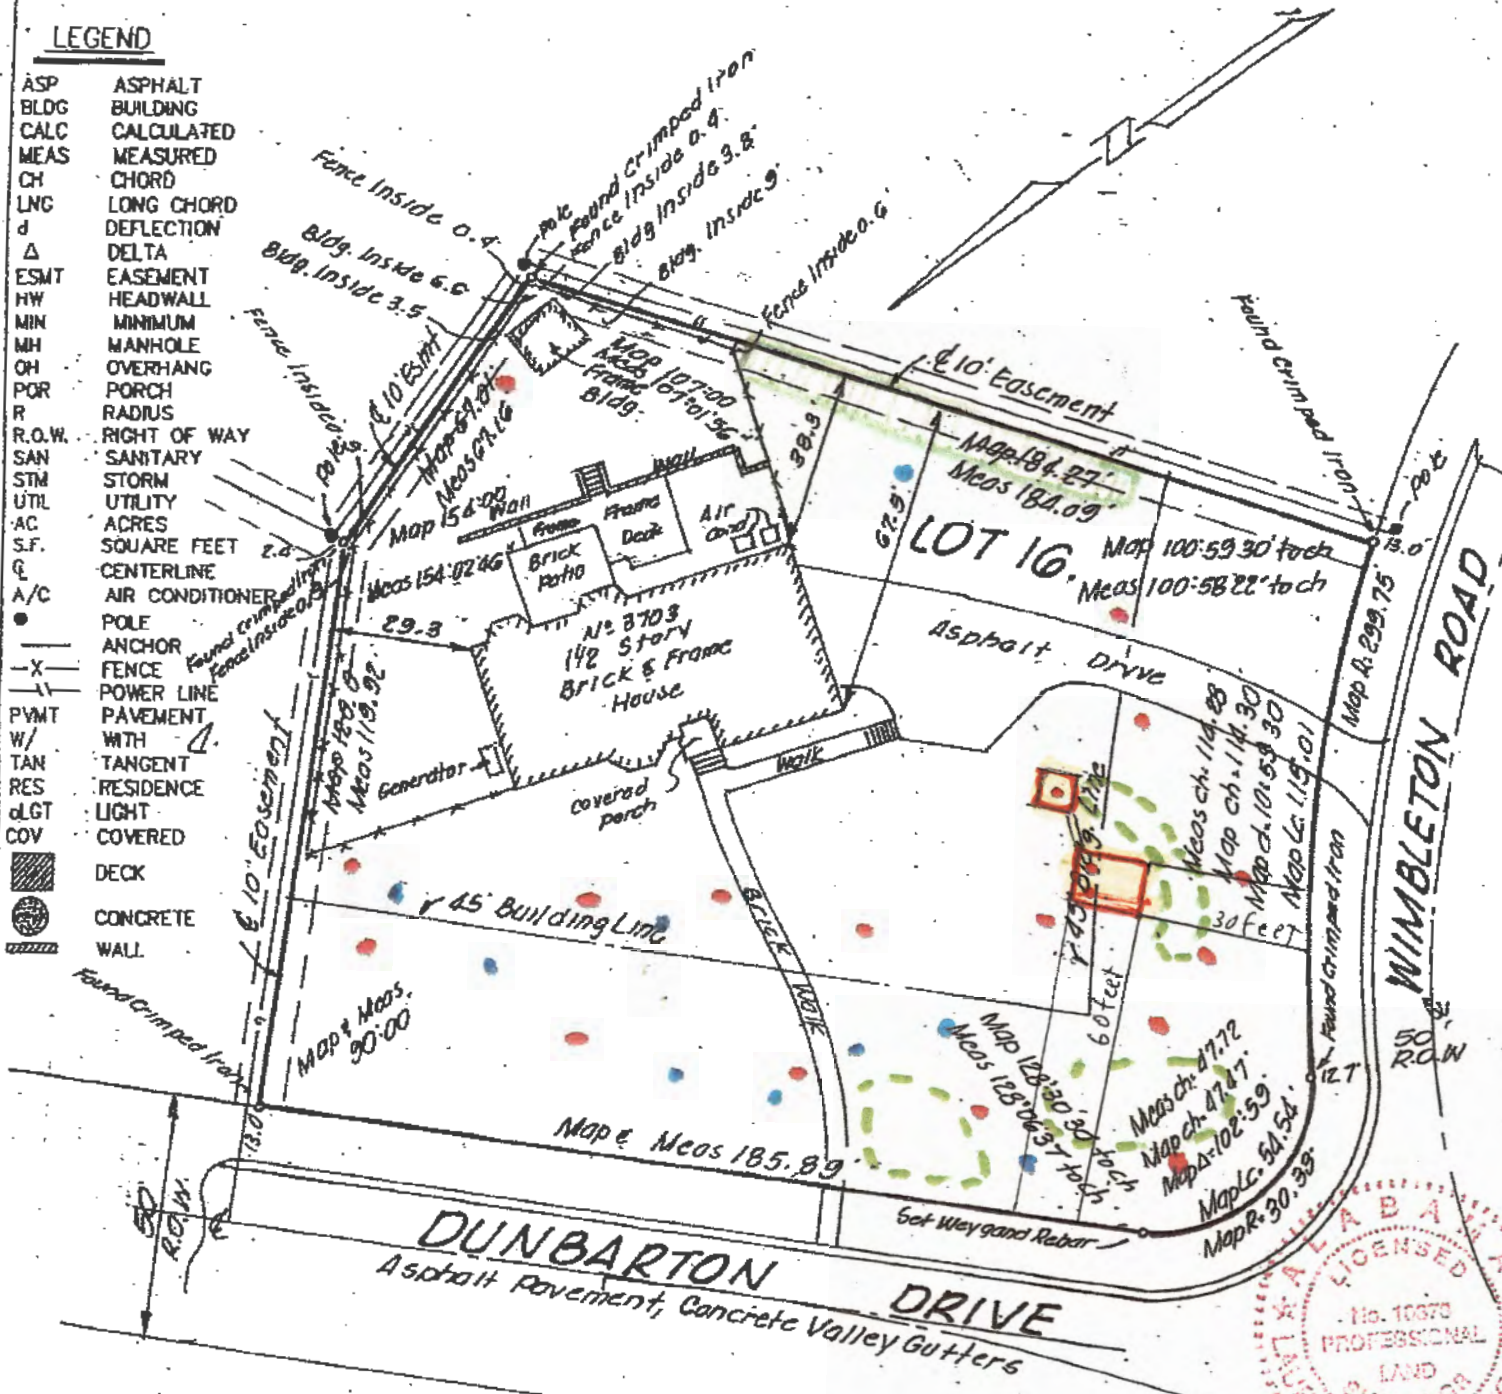 LEGEND
ASP ASPHALT
BLDG BUILDING
CALC CALCULATED
MEAS MEASURED
CH CHORD
LNG LONG CHORD
d DEFLECTION
Δ DELTA
ESMT EASEMENT
HW HEADWALL
MIN MINIMUM
MH MANHOLE
OH OVERHANG
POR PORCH
R RADIUS
R.O.W. RIGHT OF WAY
SAN SANITARY
STM STORM
UTIL UTILITY
AC ACRES
S.F. SQUARE FEET
℄ CENTERLINE
A/C AIR CONDITIONER
POLE
ANCHOR
—X— FENCE
POWER LINE
PVMT PAVEMENT
W/ WITH
TAN TANGENT
RES RESIDENCE
LGT LIGHT
COV COVERED
DECK
CONCRETE
WALL
Fence Inside 0.4'
Bldg. Inside 6.6
Bldg. Inside 3.5
Fence Inside
Pole
Found Crimped Iron
Fence Inside 0.4'
Bldg Inside 3.8'
Bldg. Inside 9'
Fence Inside 0.6'
℄ 10' Esmt
Pole
Map 67.01
Meas 67.16
Map 107:00
Meas 107:01'56
Frame
Bldg.
℄ 10' Easement
Map 184.27'
Meas 184.09'
Found Crimped Iron
Pole
13.0'
38.3
67.5'
LOT 16.
Map 100:59 30" to ch
Meas 100:58 22" to ch
Map 154:00
Meas 154:02'46
Wall
Wall
Frame
Frame
Deck
Brick
Patio
Air
Cond
2.4'
Found Crimped Iron
Fence Inside
29.3
Nº 3703
1 1/2 Story
Brick & Frame
House
Asphalt Drive
Map R. 299.75'
WIMBLETON ROAD
50'
R.O.W
Map 120.0
Meas 119.92'
℄ 10' Easement
Generator
Covered
Porch
Walk
Brick Walk
45' Building Line
45' Bldg. Line
Meas ch. 114.88
Map ch. 114.30
Map d. 10:59 30
Map Lc. 115.01
30 feet
60 feet
Found Crimped Iron
12.7'
Found Crimped Iron
Map & Meas.
90:00
13.0'
Map & Meas 185.89'
Map 128:30'30" to ch
Meas 128:06'37" to ch
Meas Ch. 47.72
Map ch. 47.47'
Map Δ=102:59'
Map Lc. 54.54'
Map R. 30.39'
Set Weygand Rebar
50'
R.O.W.
℄
DUNBARTON DRIVE
Asphalt Pavement, Concrete Valley Gutters
ALABAMA
LICENSED
No. 10373
PROFESSIONAL
LAND